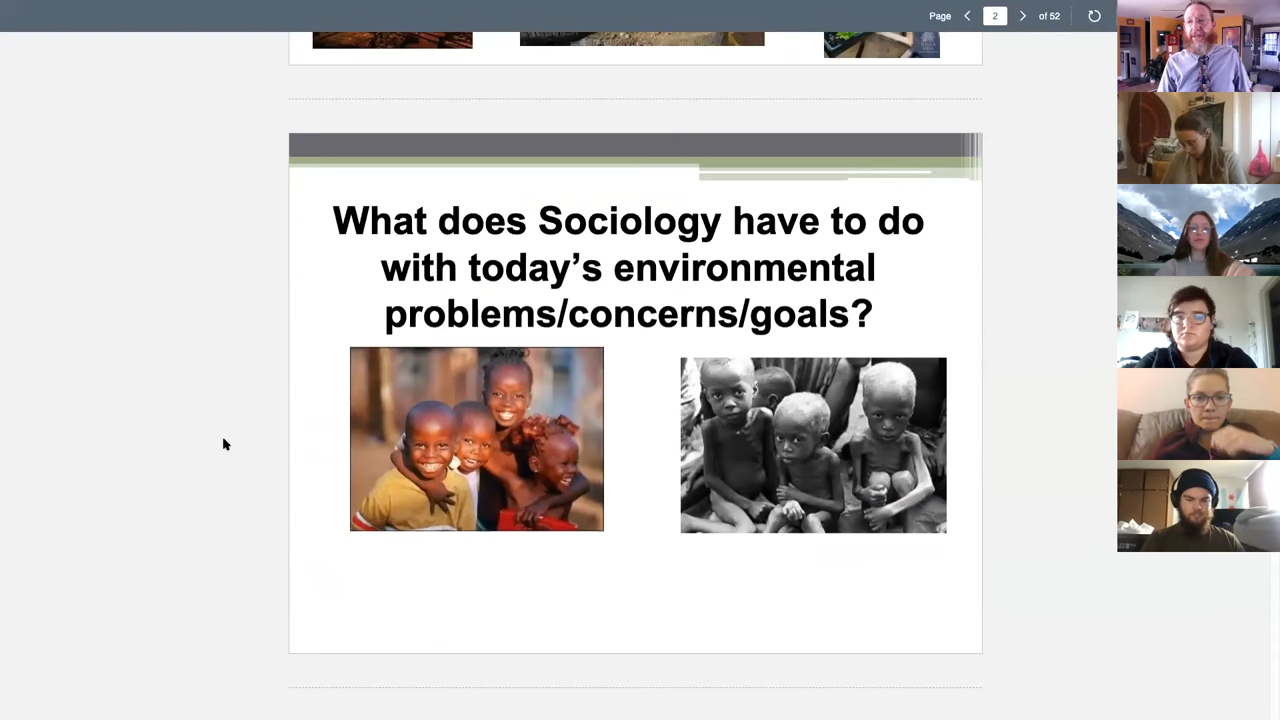 Page 2 of 52
What does Sociology have to do
with today’s environmental
problems/concerns/goals?